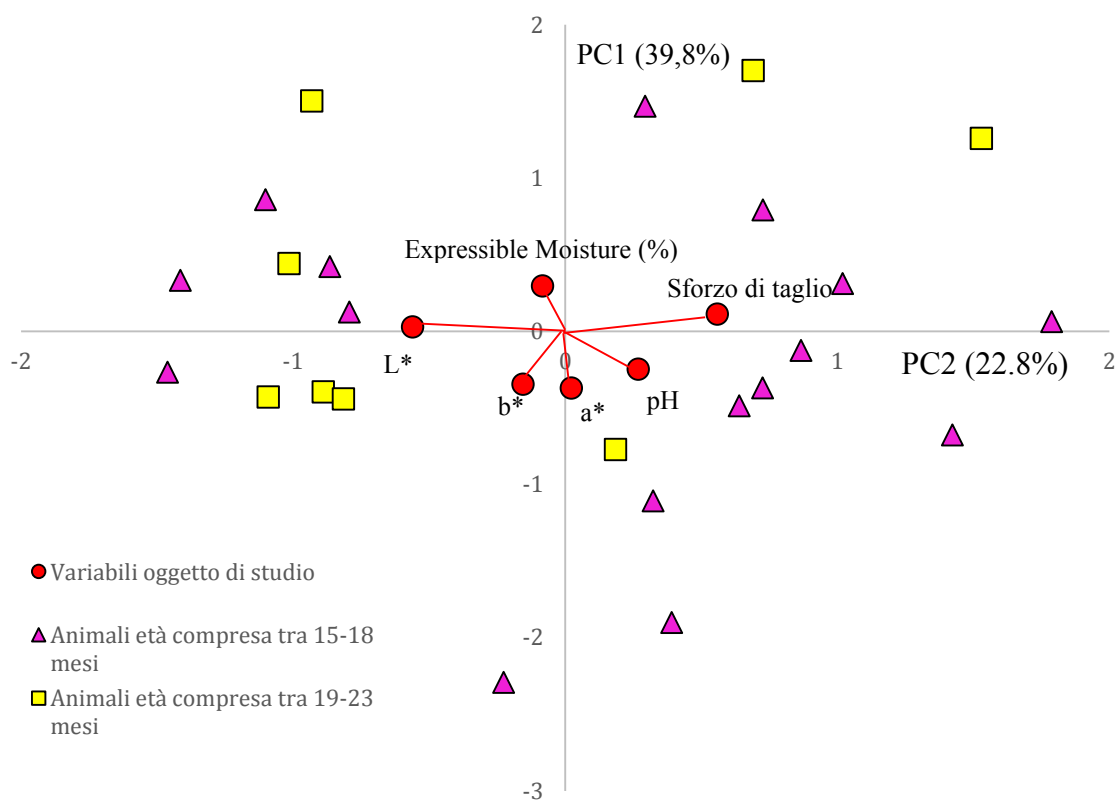 2
PC1 (39,8%)
1
Expressible Moisture (%)
Sforzo di taglio
0
-2
-1
0
1
2
L*
PC2 (22.8%)
b*
a*
pH
-1
Variabili oggetto di studio
Animali età compresa tra 15-18
mesi
-2
Animali età compresa tra 19-23
mesi
-3